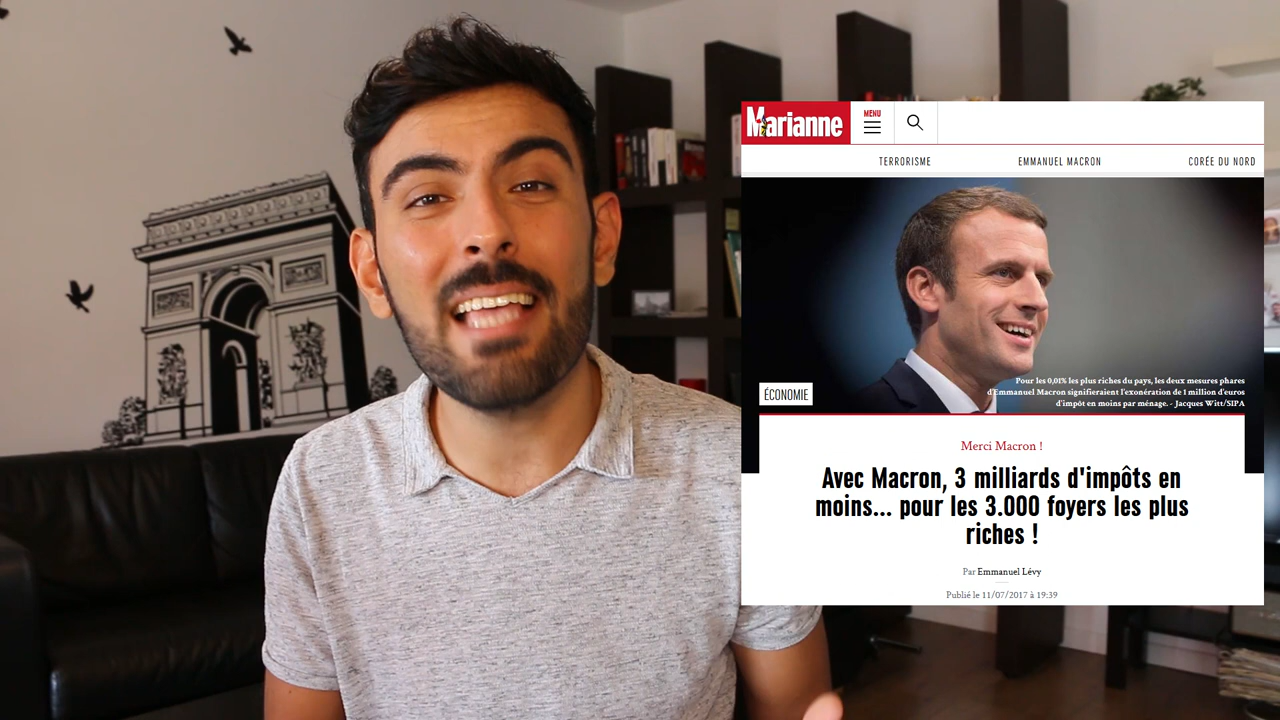 Marianne
MENU
TERRORISME
EMMANUEL MACRON
CORÉE DU NORD
Pour les 0,01% les plus riches du pays, les deux mesures phares
d'Emmanuel Macron signifieraient l'exonération de 1 million d'euros
d'impôt en moins par ménage. - Jacques Witt/SIPA
ÉCONOMIE
Merci Macron !
Avec Macron, 3 milliards d'impôts en
moins... pour les 3.000 foyers les plus
riches !
Par Emmanuel Lévy
Publié le 11/07/2017 à 19:39